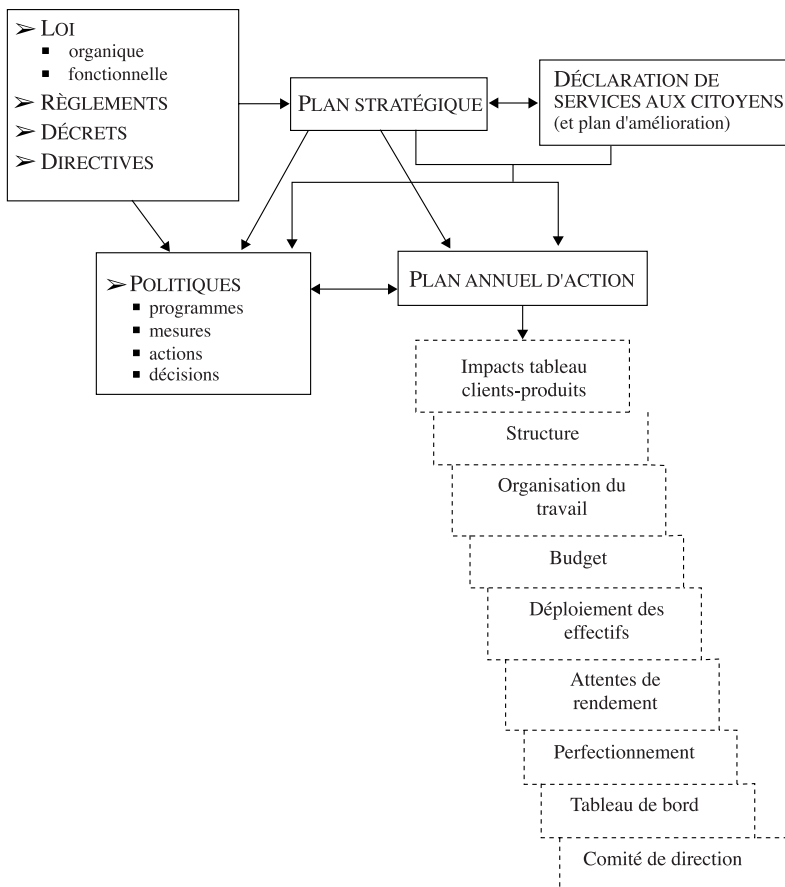 ➢ LOI
▪ organique
▪ fonctionnelle
➢ RÈGLEMENTS
➢ DÉCRETS
➢ DIRECTIVES
PLAN STRATÉGIQUE
DÉCLARATION DE
SERVICES AUX CITOYENS
(et plan d'amélioration)
➢ POLITIQUES
▪ programmes
▪ mesures
▪ actions
▪ décisions
PLAN ANNUEL D'ACTION
Impacts tableau
clients-produits
Structure
Organisation du
travail
Budget
Déploiement des
effectifs
Attentes de
rendement
Perfectionnement
Tableau de bord
Comité de direction